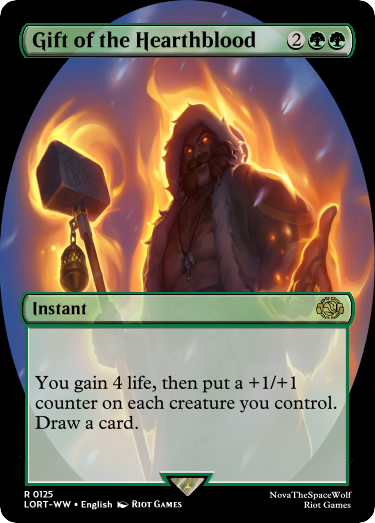 Gift of the Hearthblood 2
Instant
You gain 4 life, then put a +1/+1
counter on each creature you control.
Draw a card.
R 0125
LORT-WW • English Riot Games
NovaTheSpaceWolf
Riot Games